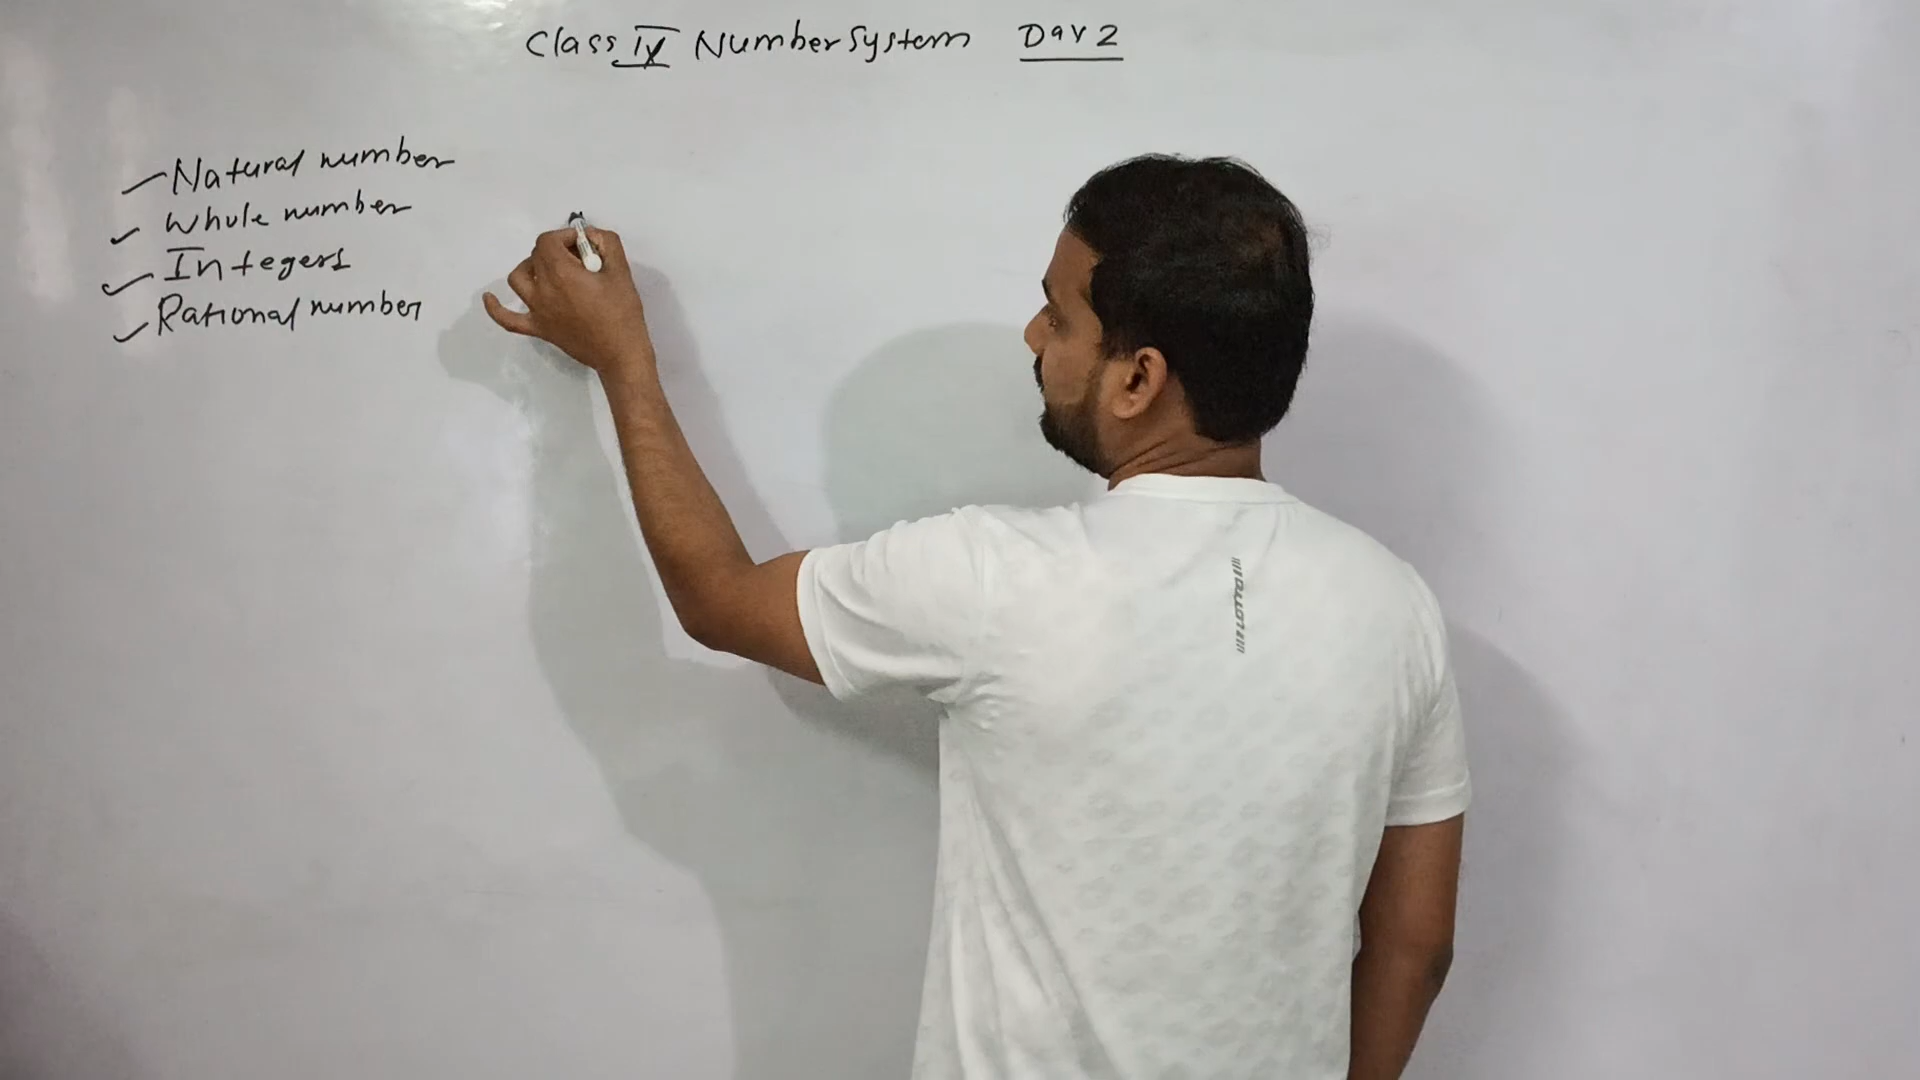 Class IX Number System Day 2
Natural number
Whole number
Integers
Rational number